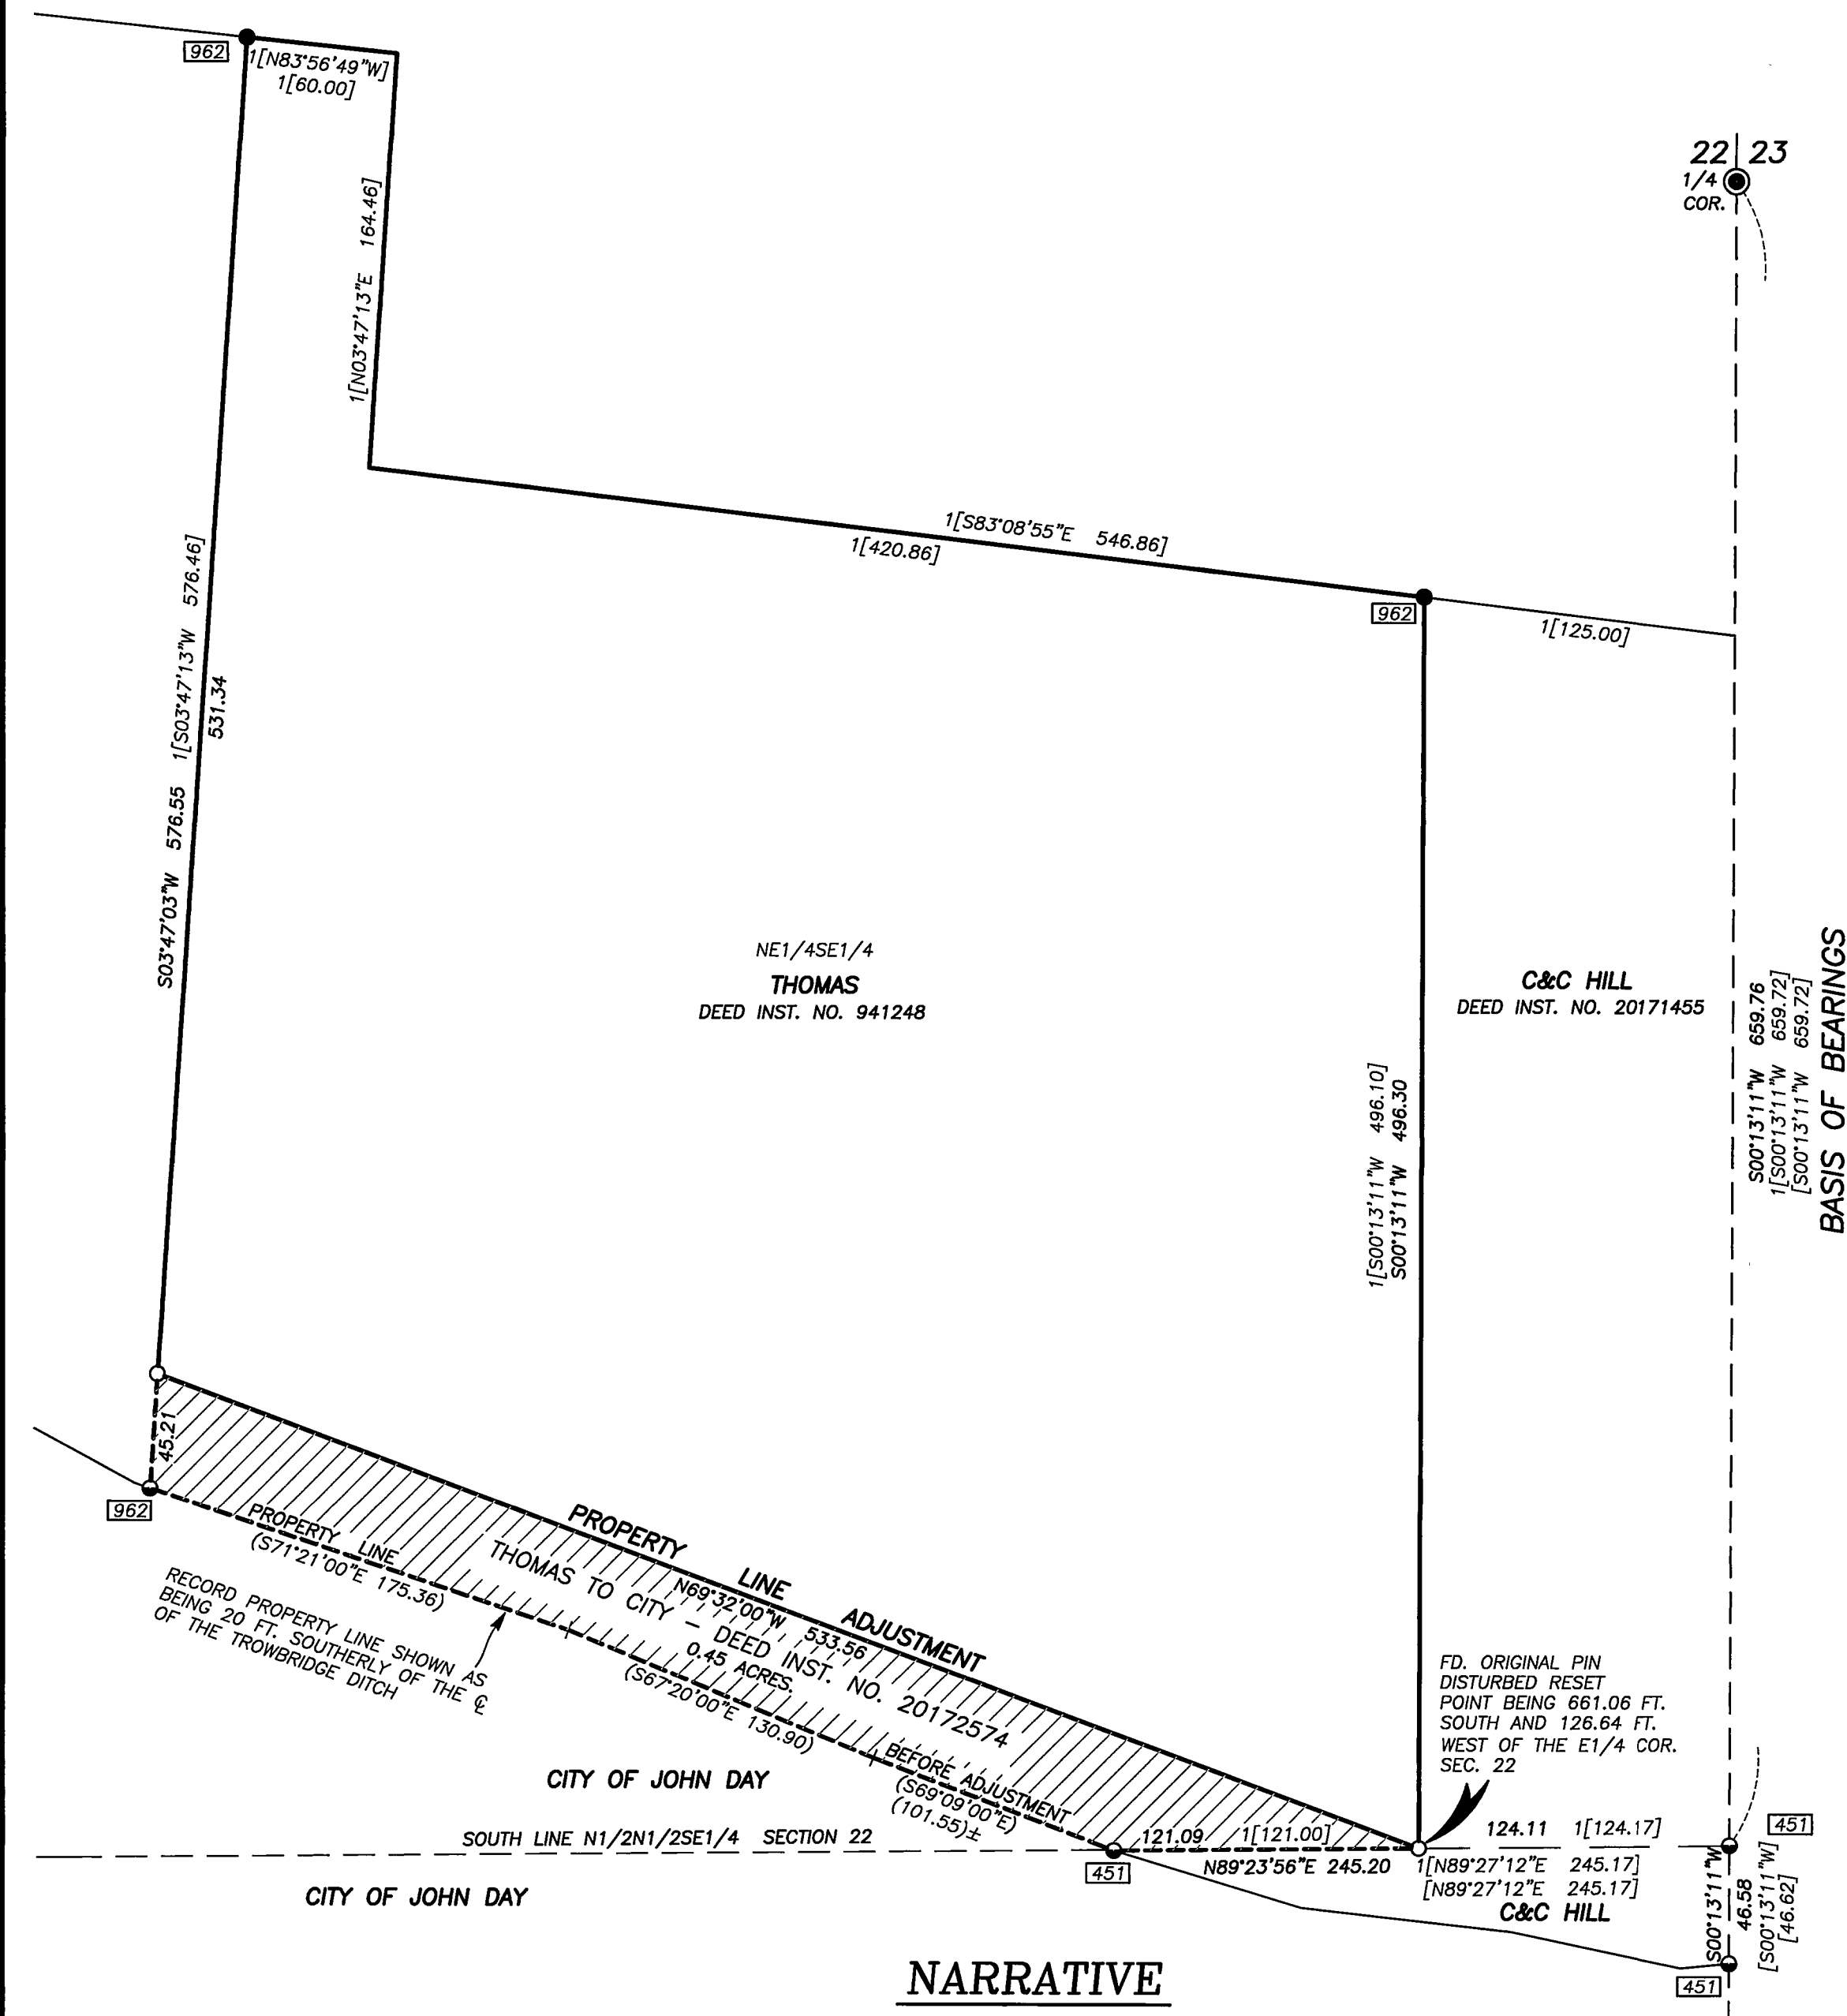 962
1[N83°56'49"W]
1[60.00]
1[N03°47'13"E 164.46]
22 23
1/4
COR.
1[S83°08'55"E 546.86]
1[420.86]
962
1[125.00]
S03°47'03"W 576.55 1[S03°47'13"W 576.46]
531.34
NE1/4SE1/4
THOMAS
DEED INST. NO. 941248
C&C HILL
DEED INST. NO. 20171455
1[S00°13'11"W 496.10]
S00°13'11"W 496.30
S00°13'11"W 659.76
1[S00°13'11"W 659.72]
[S00°13'11"W 659.72]
BASIS OF BEARINGS
45.21
962
PROPERTY LINE ADJUSTMENT
N69°32'00"W 533.56
THOMAS TO CITY – DEED INST. NO. 20172574
0.45 ACRES.
PROPERTY LINE
(S71°21'00"E 175.36)
RECORD PROPERTY LINE SHOWN AS
BEING 20 FT. SOUTHERLY OF THE ℄
OF THE TROWBRIDGE DITCH
(S67°20'00"E 130.90)
BEFORE ADJUSTMENT
(S69°09'00"E)
(101.55)±
FD. ORIGINAL PIN
DISTURBED RESET
POINT BEING 661.06 FT.
SOUTH AND 126.64 FT.
WEST OF THE E1/4 COR.
SEC. 22
CITY OF JOHN DAY
SOUTH LINE N1/2N1/2SE1/4 SECTION 22
121.09 1[121.00]
124.11 1[124.17]
451
451
N89°23'56"E 245.20
1[N89°27'12"E 245.17]
[N89°27'12"E 245.17]
C&C HILL
CITY OF JOHN DAY
S00°13'11"W
46.58
[S00°13'11"W]
[46.62]
451
NARRATIVE